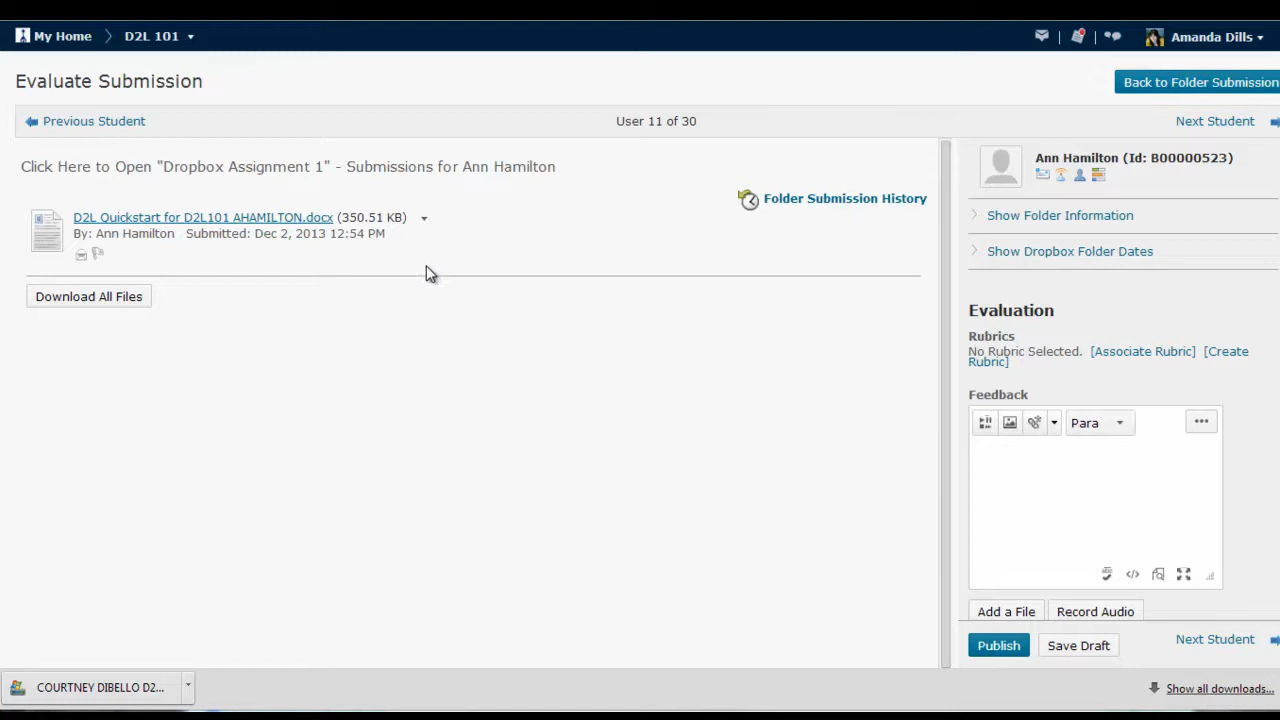 My Home D2L 101 Amanda Dills
Evaluate Submission
Back to Folder Submission
Previous Student User 11 of 30 Next Student
Click Here to Open "Dropbox Assignment 1" - Submissions for Ann Hamilton
Folder Submission History
D2L Quickstart for D2L101 AHAMILTON.docx (350.51 KB)
By: Ann Hamilton Submitted: Dec 2, 2013 12:54 PM
Download All Files
Ann Hamilton (Id: B00000523)
Show Folder Information
Show Dropbox Folder Dates
Evaluation
Rubrics
No Rubric Selected. [Associate Rubric] [Create
Rubric]
Feedback
Para
Add a File Record Audio
Publish Save Draft Next Student
COURTNEY DIBELLO D2... Show all downloads...